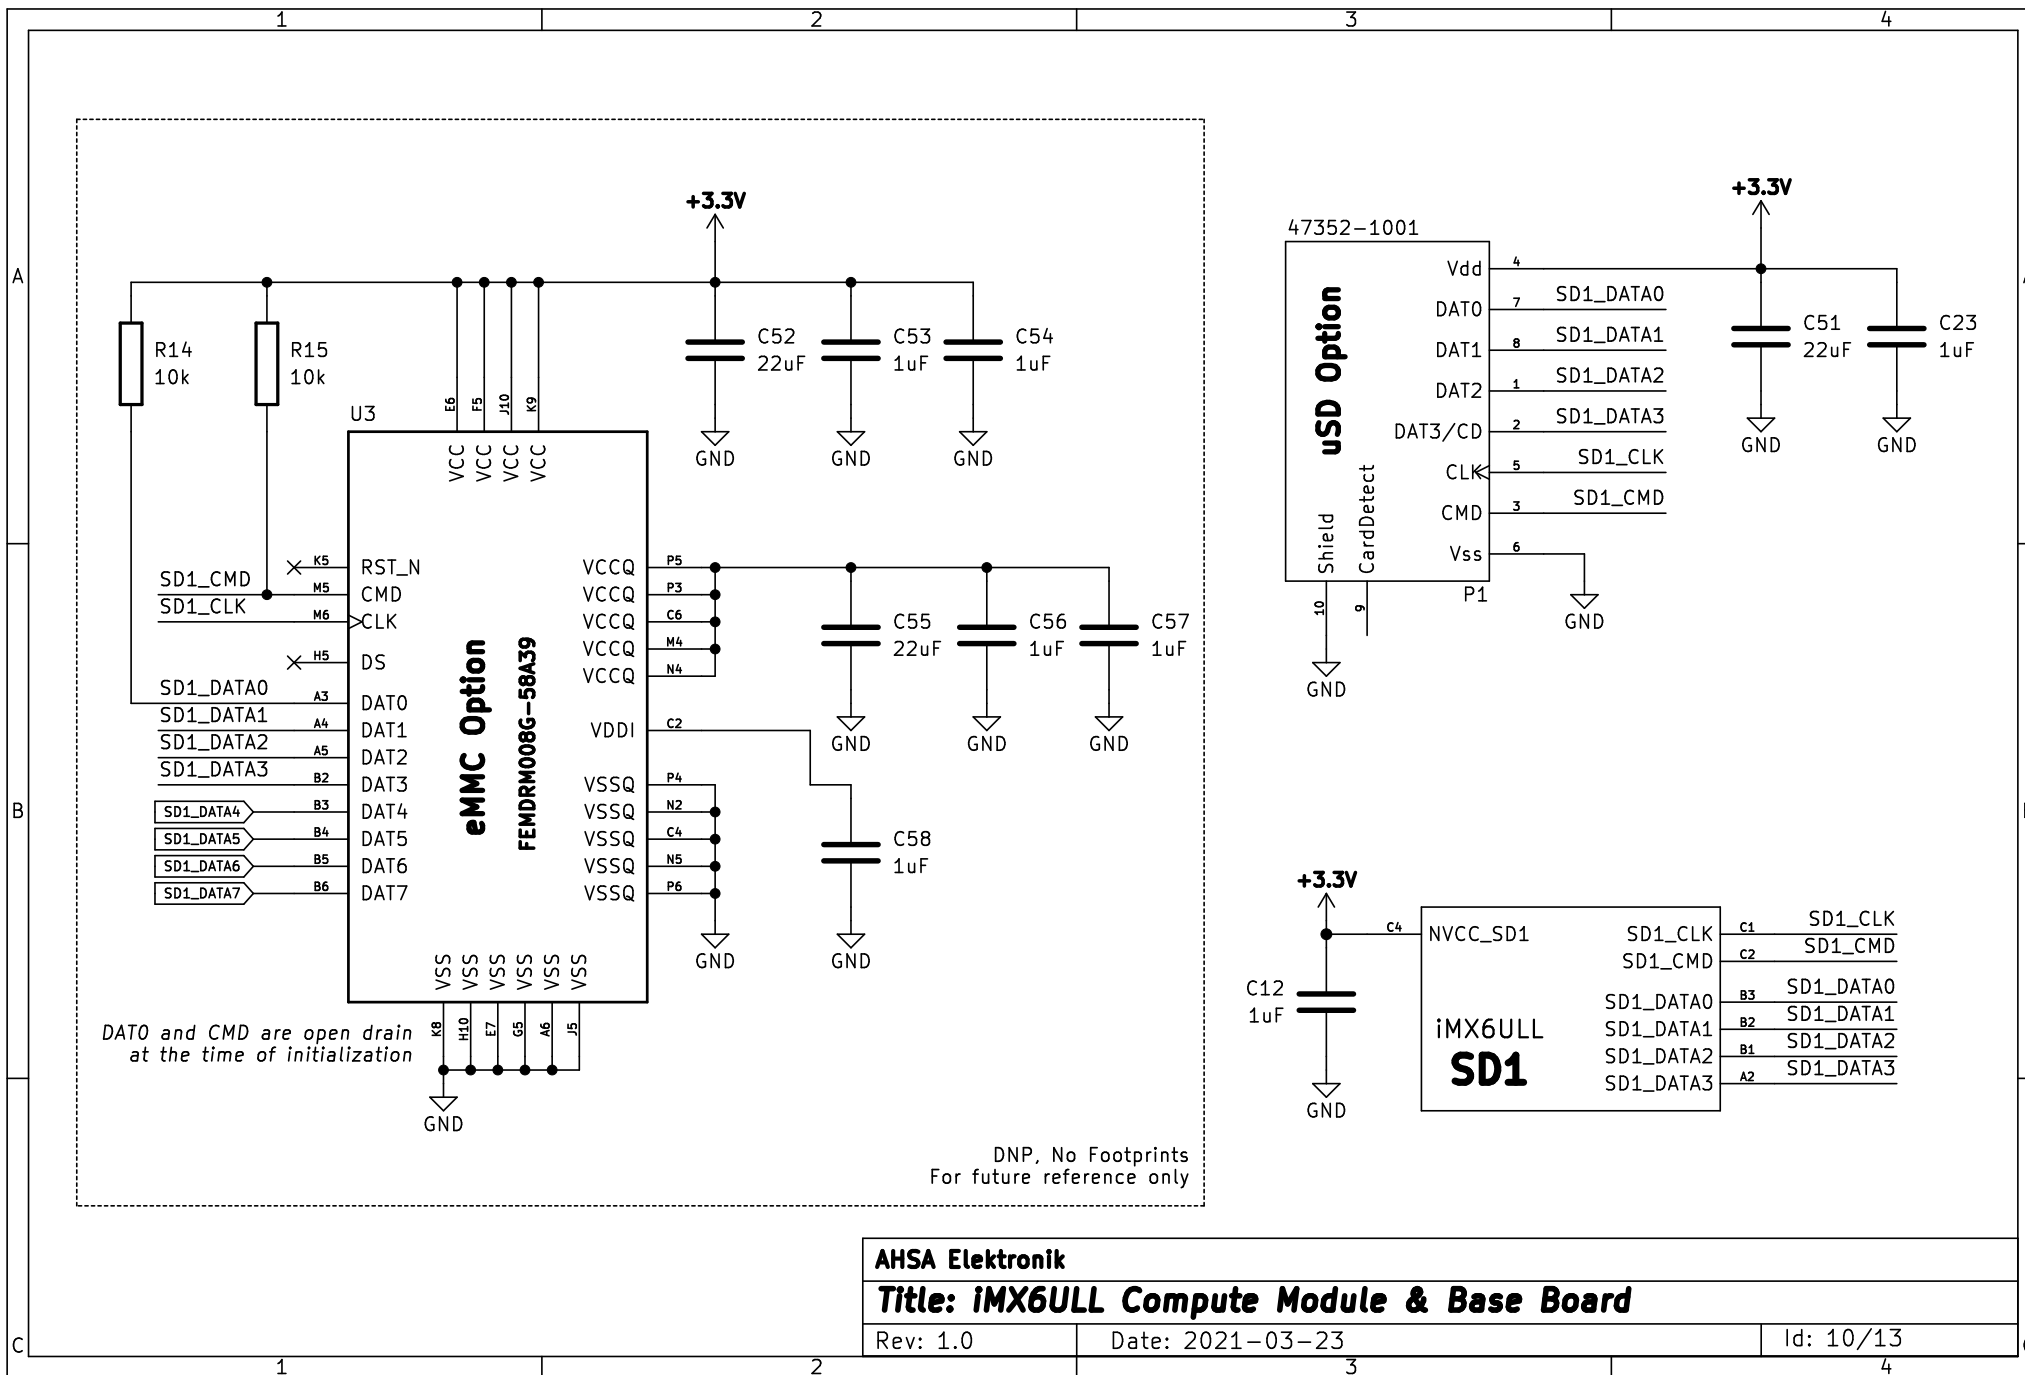 1 2 3 4
A
B
C
+3.3V
R14
10k
R15
10k
C52
22uF
C53
1uF
C54
1uF
GND
GND
GND
U3
E6
F5
J10
K9
VCC
VCC
VCC
VCC
SD1_CMD
SD1_CLK
K5 RST_N
M5 CMD
M6 CLK
H5 DS
SD1_DATA0
A3 DAT0
SD1_DATA1
A4 DAT1
SD1_DATA2
A5 DAT2
SD1_DATA3
B2 DAT3
SD1_DATA4 B3 DAT4
SD1_DATA5 B4 DAT5
SD1_DATA6 B5 DAT6
SD1_DATA7 B6 DAT7
eMMC Option
FEMDRM008G-58A39
VCCQ P5
VCCQ P3
VCCQ C6
VCCQ M4
VCCQ N4
VDDI C2
VSSQ P4
VSSQ N2
VSSQ C4
VSSQ N5
VSSQ P6
C55
22uF
C56
1uF
C57
1uF
GND
GND
GND
C58
1uF
GND
GND
VSS
VSS
VSS
VSS
VSS
VSS
K8
H10
E7
G5
A6
J5
GND
DAT0 and CMD are open drain
at the time of initialization
DNP, No Footprints
For future reference only
47352-1001
uSD Option
Vdd 4
DAT0 7 SD1_DATA0
DAT1 8 SD1_DATA1
DAT2 1 SD1_DATA2
DAT3/CD 2 SD1_DATA3
CLK 5 SD1_CLK
CMD 3 SD1_CMD
Vss 6
Shield
CardDetect
10
9
P1
GND
GND
+3.3V
C51
22uF
C23
1uF
GND
GND
+3.3V
C4 NVCC_SD1
C12
1uF
GND
iMX6ULL
SD1
SD1_CLK C1 SD1_CLK
SD1_CMD C2 SD1_CMD
SD1_DATA0 B3 SD1_DATA0
SD1_DATA1 B2 SD1_DATA1
SD1_DATA2 B1 SD1_DATA2
SD1_DATA3 A2 SD1_DATA3
AHSA Elektronik
Title: iMX6ULL Compute Module & Base Board
Rev: 1.0 Date: 2021-03-23 Id: 10/13
1 2 3 4